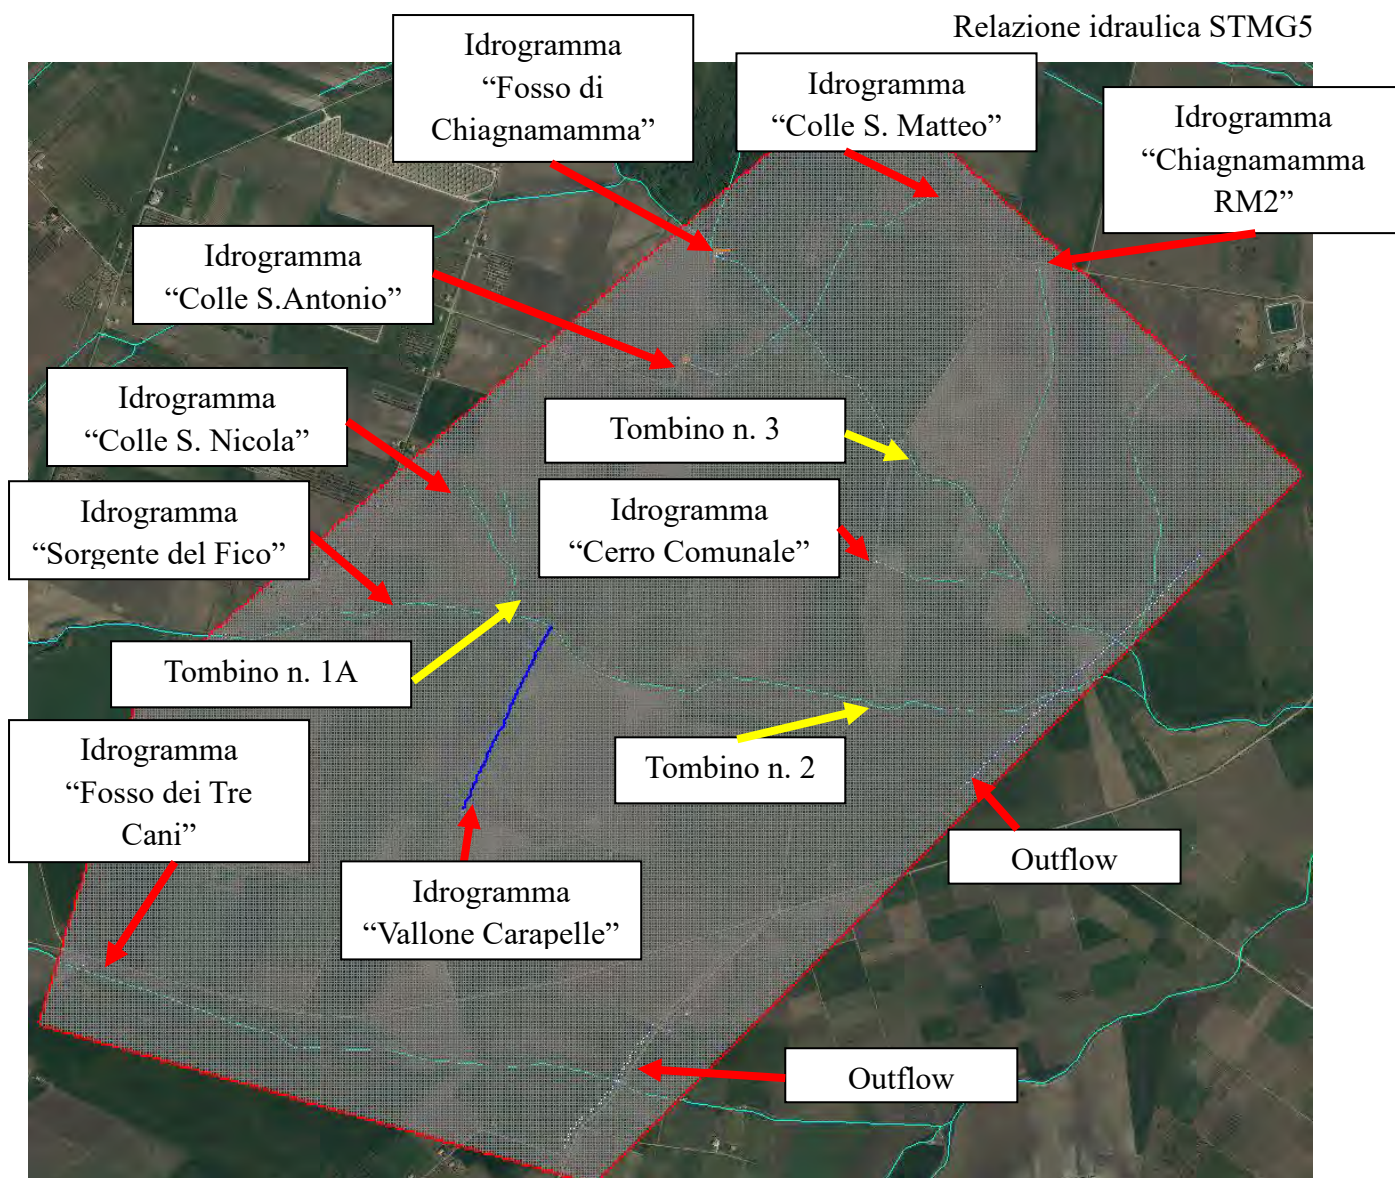 Relazione idraulica STMG5
Idrogramma
“Fosso di
Chiagnamamma”
Idrogramma
“Colle S. Matteo”
Idrogramma
“Chiagnamamma
RM2”
Idrogramma
“Colle S.Antonio”
Idrogramma
“Colle S. Nicola”
Tombino n. 3
Idrogramma
“Sorgente del Fico”
Idrogramma
“Cerro Comunale”
Tombino n. 1A
Idrogramma
“Fosso dei Tre
Cani”
Tombino n. 2
Outflow
Idrogramma
“Vallone Carapelle”
Outflow